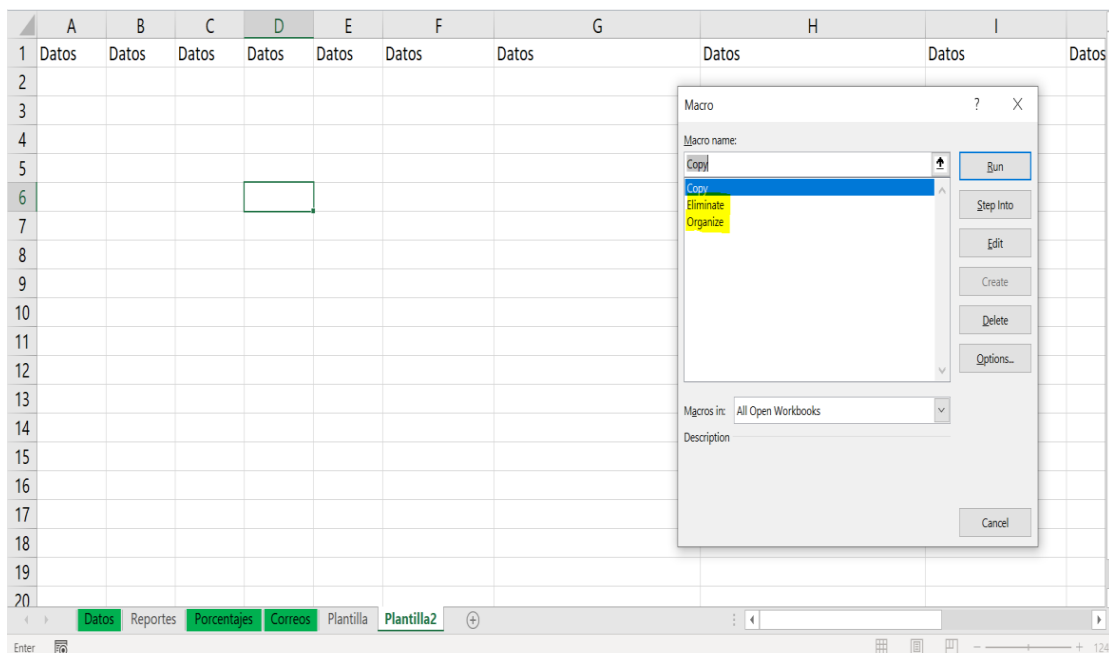 A B C D E F G H I
1 Datos Datos Datos Datos Datos Datos Datos Datos Datos Datos
2
3
4
5
6
7
8
9
10
11
12
13
14
15
16
17
18
19
20
Macro ? X
Macro name:
Copy
Run
Copy
Eliminate
Organize
Step Into
Edit
Create
Delete
Options...
Macros in: All Open Workbooks
Description
Cancel
Datos Reportes Porcentajes Correos Plantilla Plantilla2
Enter 124